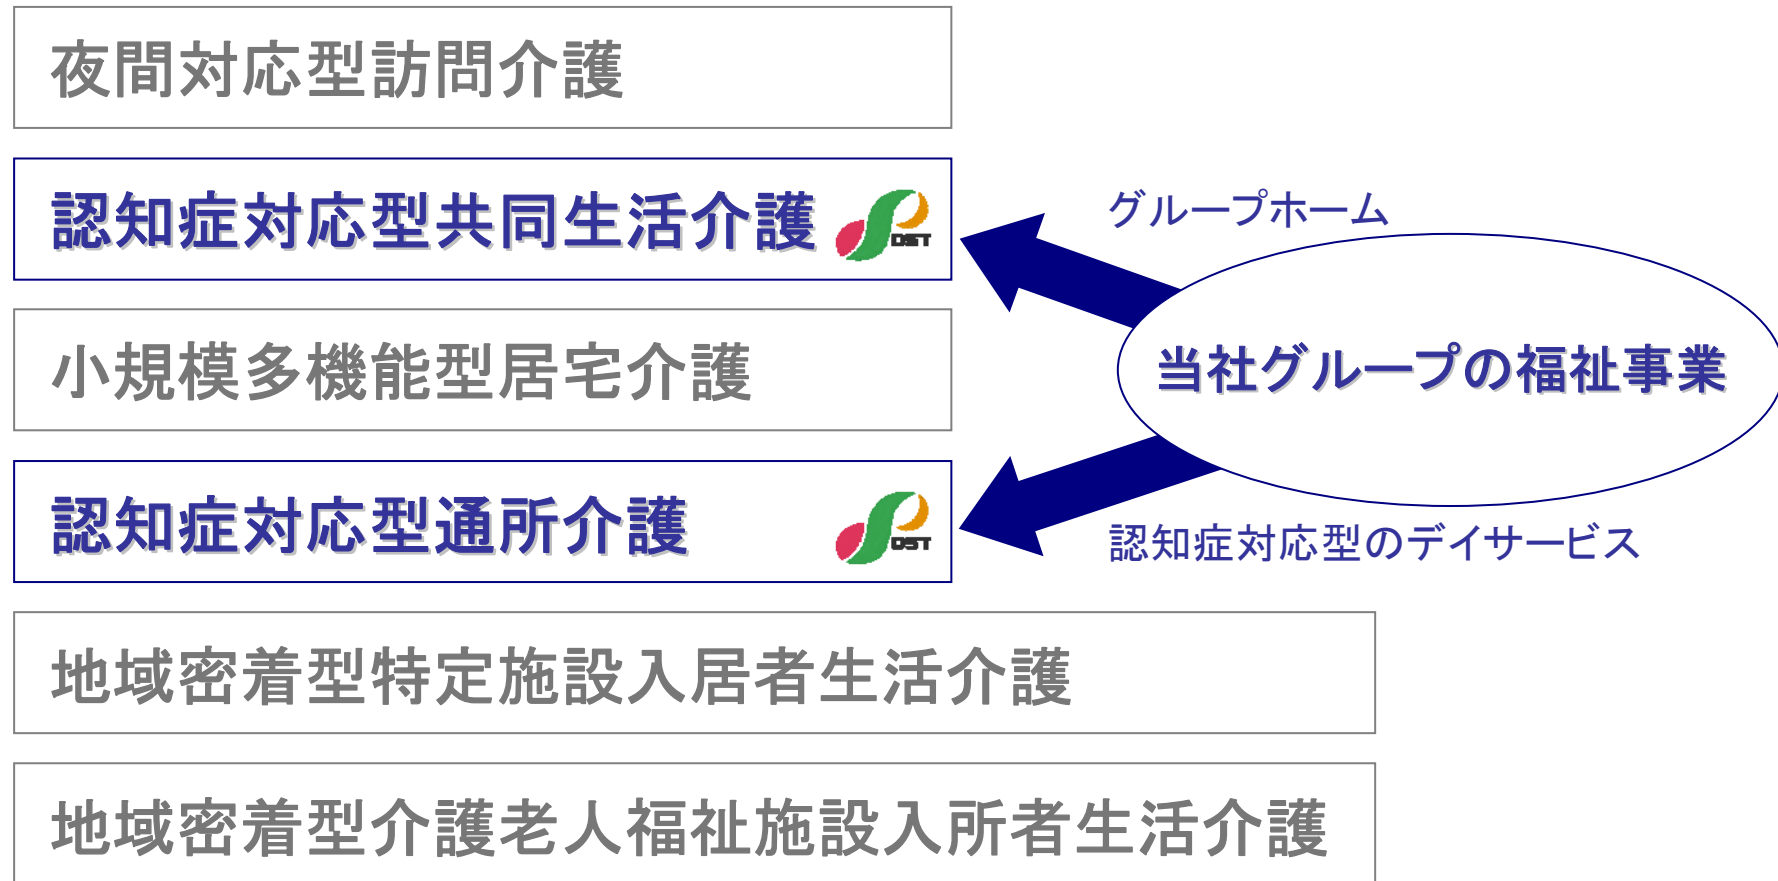 夜間対応型訪問介護
認知症対応型共同生活介護
DST
グループホーム
小規模多機能型居宅介護
当社グループの福祉事業
認知症対応型通所介護
DST
認知症対応型のデイサービス
地域密着型特定施設入居者生活介護
地域密着型介護老人福祉施設入所者生活介護